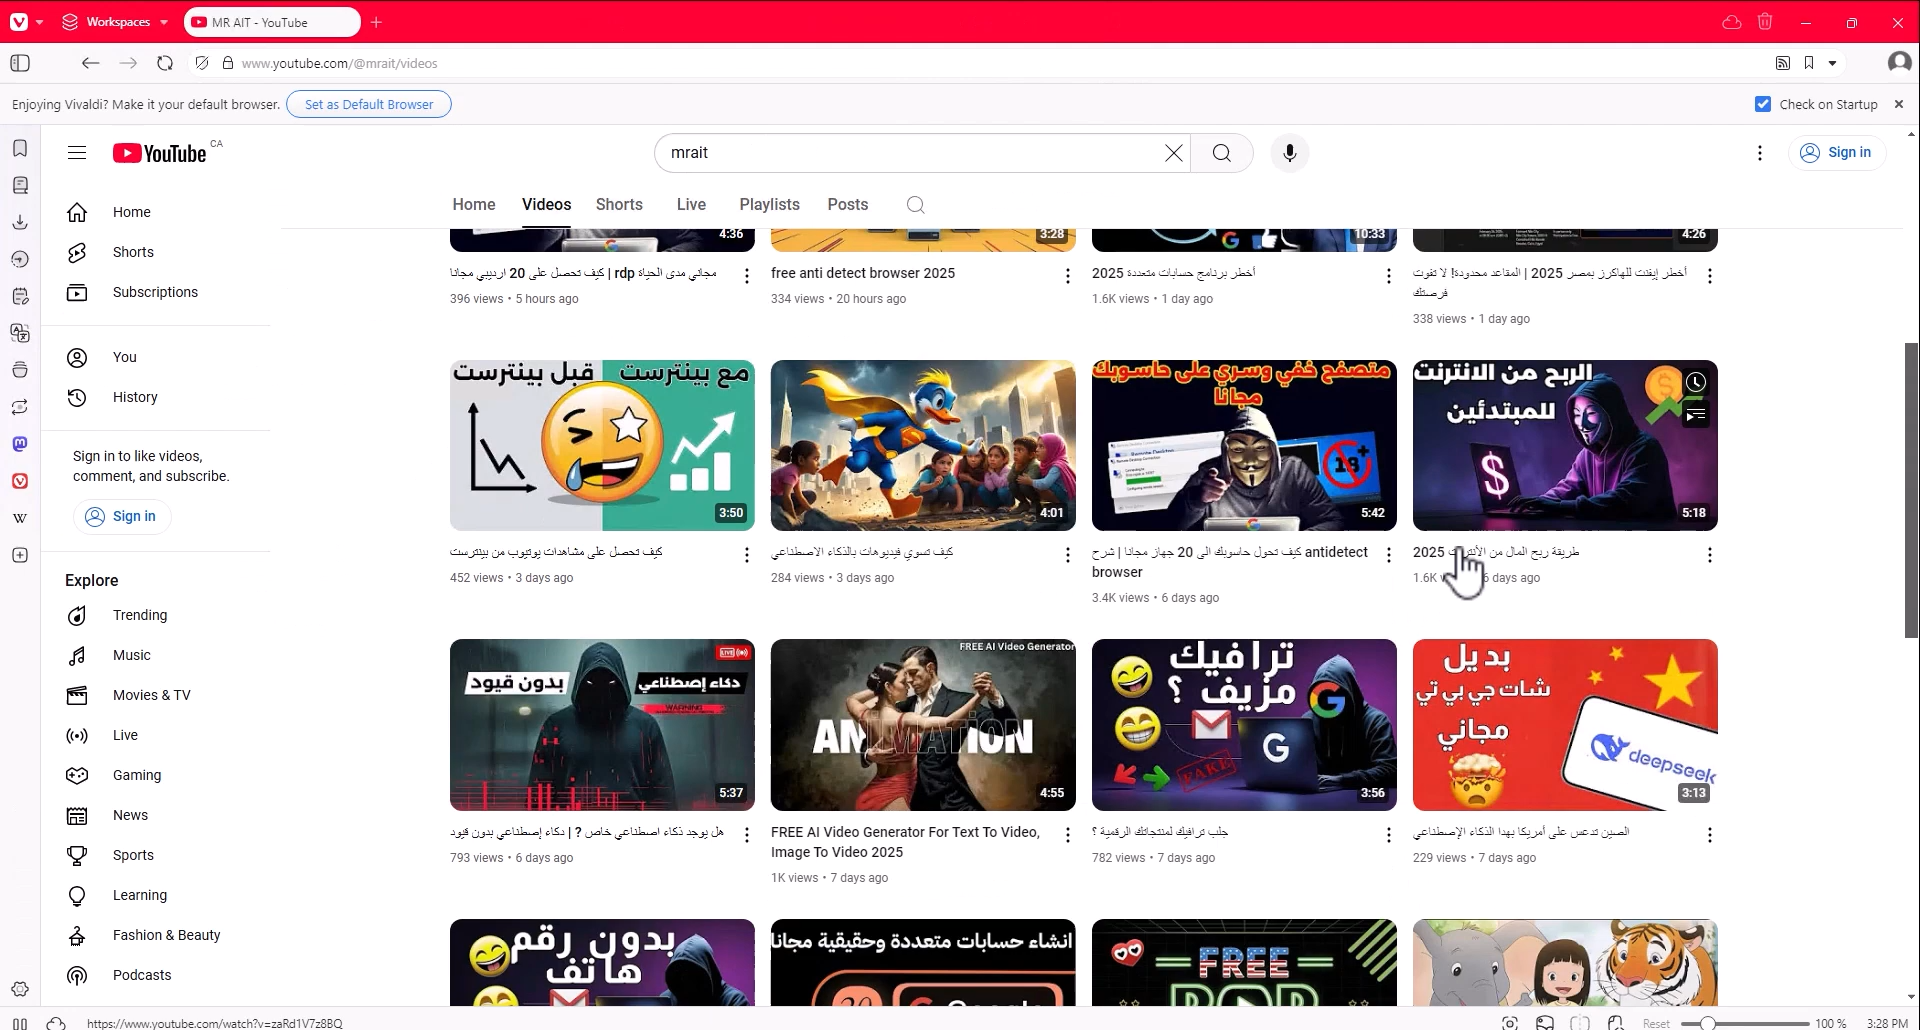 Workspaces
MR AIT - YouTube
www.youtube.com/@mrait/videos
Enjoying Vivaldi? Make it your default browser.
Set as Default Browser
Check on Startup
YouTube CA
mrait
Sign in
Home
Shorts
Subscriptions
You
History
Sign in to like videos,
comment, and subscribe.
Sign in
Explore
Trending
Music
Movies & TV
Live
Gaming
News
Sports
Learning
Fashion & Beauty
Podcasts
Home Videos Shorts Live Playlists Posts
4:36
3:28
10:33
4:26
مجاني مدى الحياة rdp | كيف تحصل على 20 ارديبي مجانا
396 views • 5 hours ago
free anti detect browser 2025
334 views • 20 hours ago
أخطر برنامج حسابات متعددة 2025
1.6K views • 1 day ago
أخطر إيفنت للهاكرز بمصر 2025 | المقاعد محدودة! لا تفوت
فرصتك
338 views • 1 day ago
مع بينترست
قبل بينترست
3:50
4:01
متصفح خفي وسري على حاسوبك
مجانا
18+
5:42
الربح من الانترنت
للمبتدئين
$
5:18
كيف تحصل على مشاهدات يوتيوب من بينترست
452 views • 3 days ago
كيف تسوي فيديوهات بالذكاء الاصطناعي
284 views • 3 days ago
كيف تحول حاسوبك الى 20 جهاز مجانا | شرح antidetect
browser
3.4K views • 6 days ago
طريقة ربح المال من 2025
6 days ago
LIVE
ذكاء إصطناعي
بدون قيود
WARNING
5:37
FREE AI Video Generator
ANIMATION
4:55
ترافيك
مزيف ؟
G
FAKE
3:56
بديل
شات جي بي تي
مجاني
deepseek
3:13
هل يوجد ذكاء اصطناعي خاص ? | ذكاء إصطناعي بدون قيود
793 views • 6 days ago
FREE AI Video Generator For Text To Video,
Image To Video 2025
1K views • 7 days ago
جلب ترافيك لمنتجاتك الرقمية ؟
782 views • 7 days ago
الصين تدعس على أمريكا بهذا الذكاء الإصطناعي
229 views • 7 days ago
بدون رقم
هاتف
انشاء حسابات متعددة وحقيقية مجانا
FREE
https://www.youtube.com/watch?v=zaRd1V7z8BQ
Reset
100 %
3:28 PM